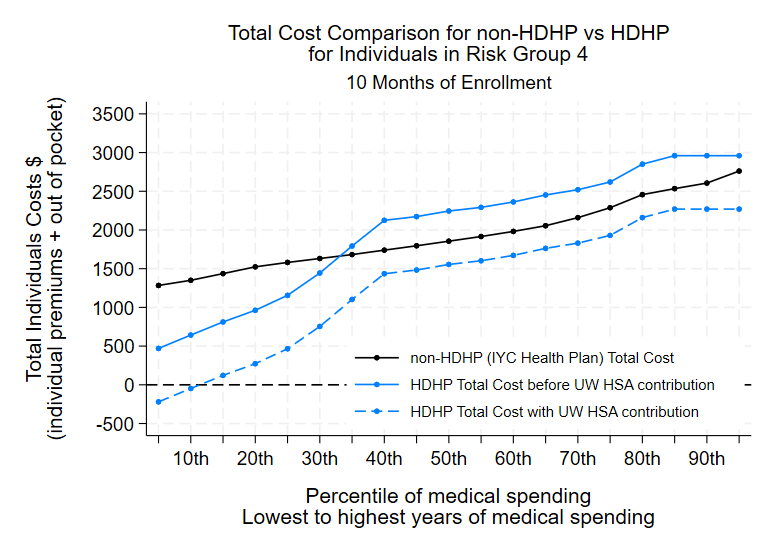 Total Cost Comparison for non-HDHP vs HDHP
for Individuals in Risk Group 4
10 Months of Enrollment
Total Individuals Costs $
(individual premiums + out of pocket)
3500
3000
2500
2000
1500
1000
500
0
-500
non-HDHP (IYC Health Plan) Total Cost
HDHP Total Cost before UW HSA contribution
HDHP Total Cost with UW HSA contribution
10th 20th 30th 40th 50th 60th 70th 80th 90th
Percentile of medical spending
Lowest to highest years of medical spending